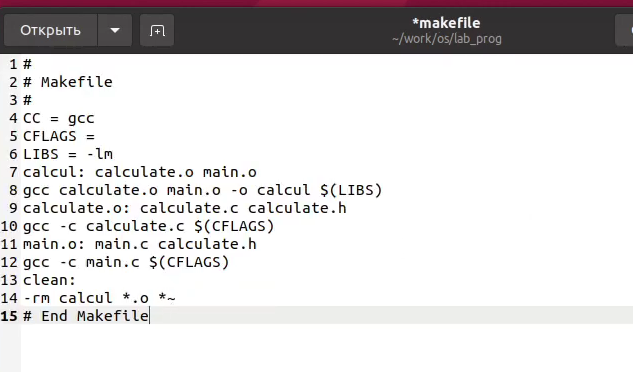 Открыть
*makefile
~/work/os/lab_prog
1 #
2 # Makefile
3 #
4 CC = gcc
5 CFLAGS =
6 LIBS = -lm
7 calcul: calculate.o main.o
8 gcc calculate.o main.o -o calcul $(LIBS)
9 calculate.o: calculate.c calculate.h
10 gcc -c calculate.c $(CFLAGS)
11 main.o: main.c calculate.h
12 gcc -c main.c $(CFLAGS)
13 clean:
14 -rm calcul *.o *~
15 # End Makefile